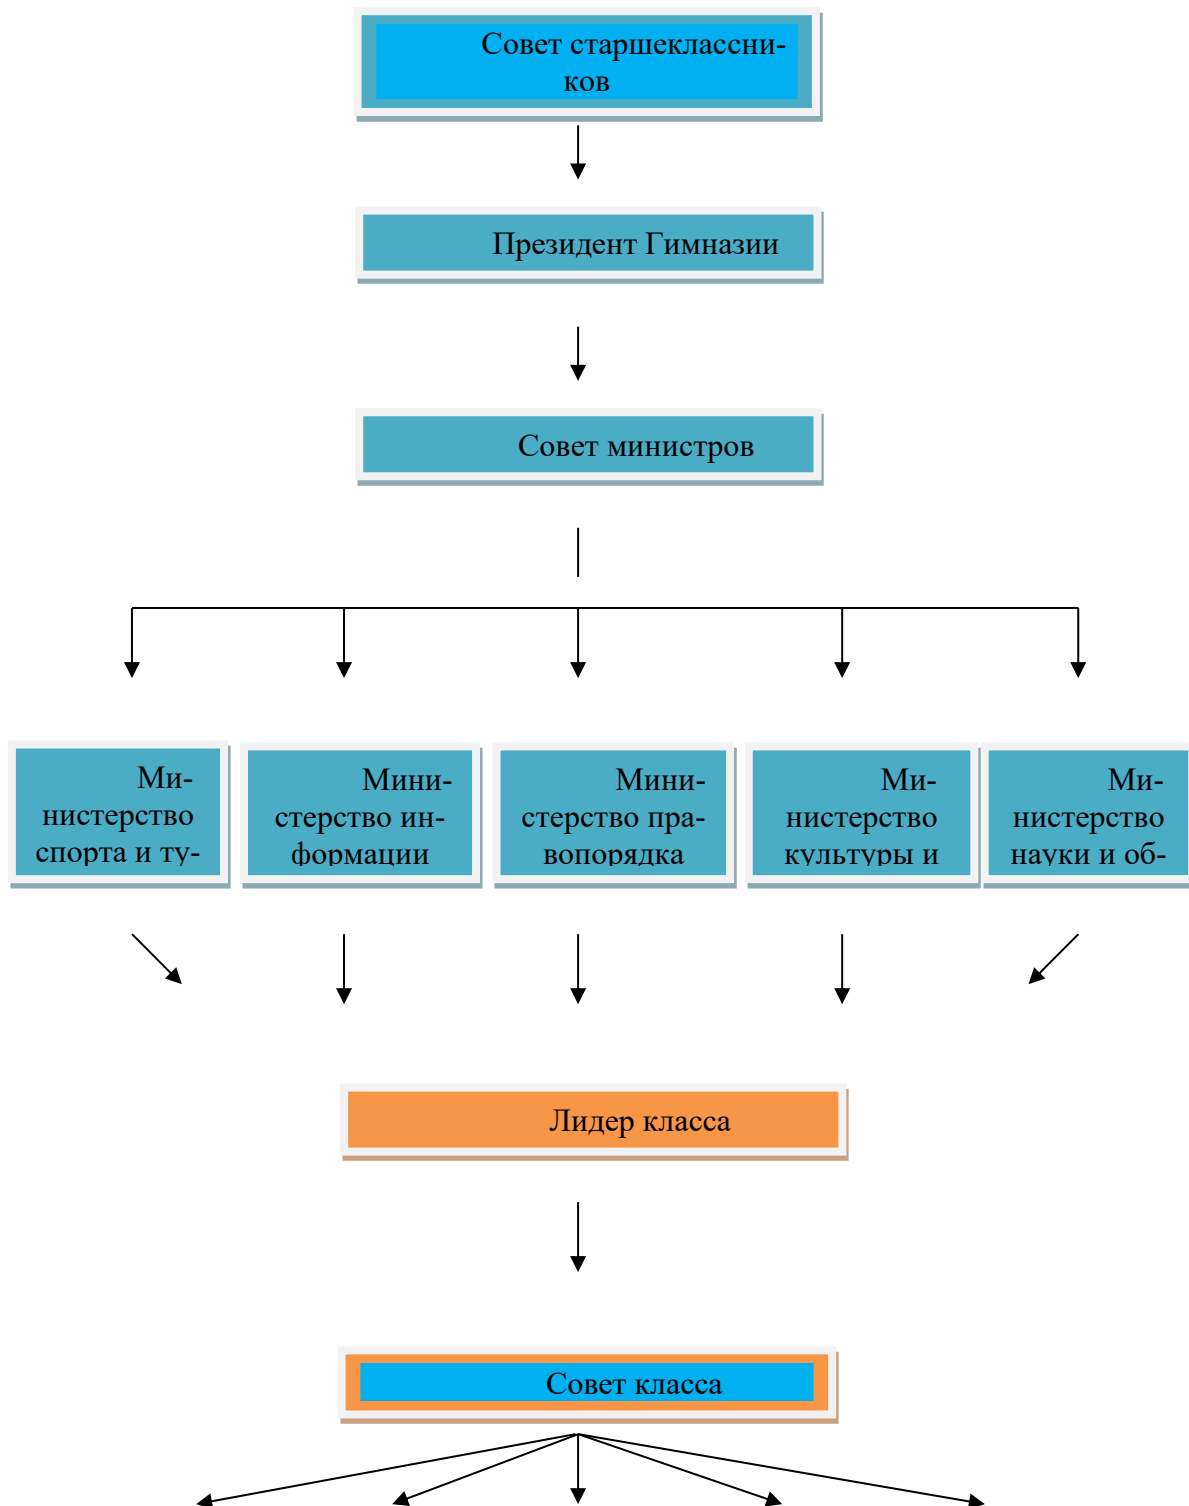 Совет старшеклассни-
ков
Президент Гимназии
Совет министров
Ми-
нистерство
спорта и ту-
Мини-
стерство ин-
формации
Мини-
стерство пра-
вопорядка
Ми-
нистерство
культуры и
Ми-
нистерство
науки и об-
Лидер класса
Совет класса